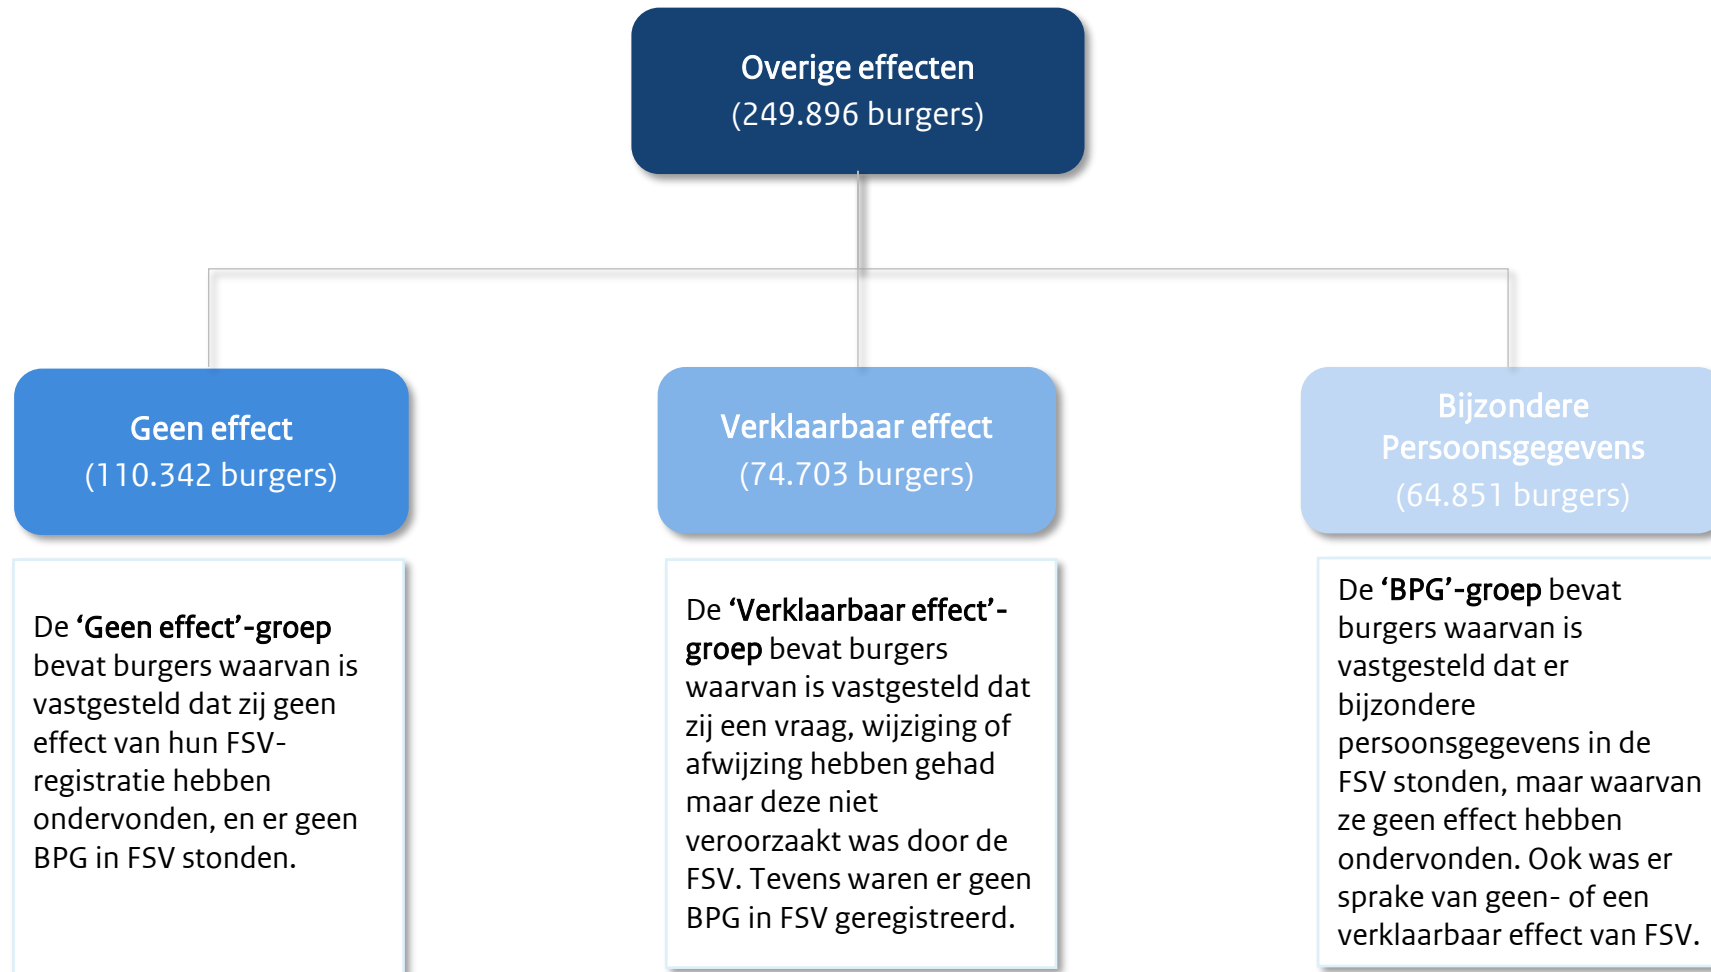 Overige effecten
(249.896 burgers)
Geen effect
(110.342 burgers)
Verklaarbaar effect
(74.703 burgers)
Bijzondere
Persoonsgegevens
(64.851 burgers)
De ‘Geen effect’-groep
bevat burgers waarvan is
vastgesteld dat zij geen
effect van hun FSV-
registratie hebben
ondervonden, en er geen
BPG in FSV stonden.
De ‘Verklaarbaar effect’-
groep bevat burgers
waarvan is vastgesteld dat
zij een vraag, wijziging of
afwijzing hebben gehad
maar deze niet
veroorzaakt was door de
FSV. Tevens waren er geen
BPG in FSV geregistreerd.
De ‘BPG’-groep bevat
burgers waarvan is
vastgesteld dat er
bijzondere
persoonsgegevens in de
FSV stonden, maar waarvan
ze geen effect hebben
ondervonden. Ook was er
sprake van geen- of een
verklaarbaar effect van FSV.